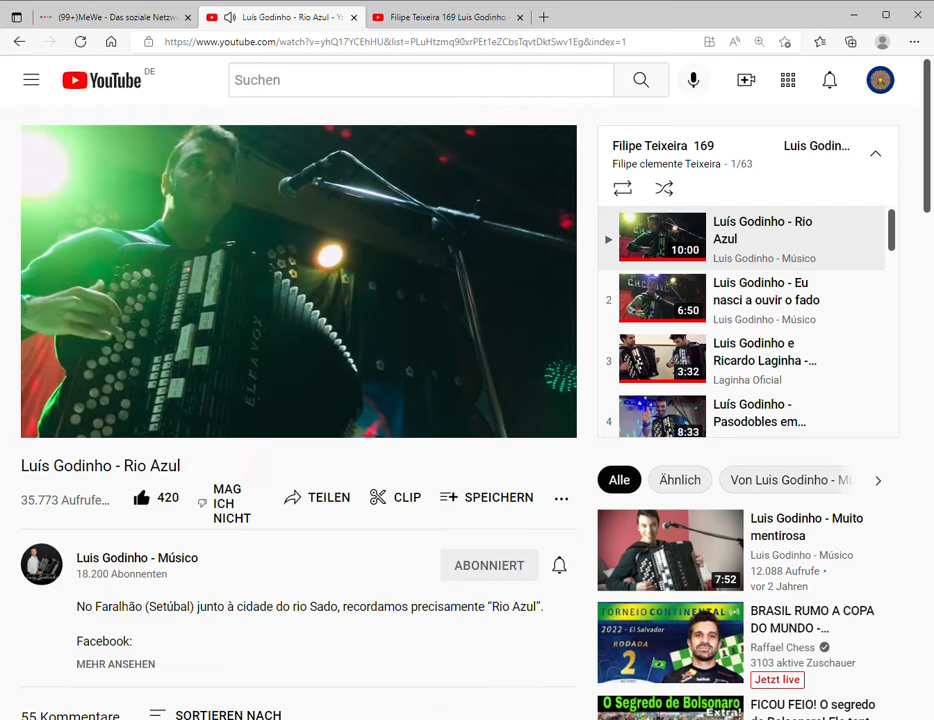 (99+)MeWe - Das soziale Netzw
Luís Godinho - Rio Azul - Yo
Filipe Teixeira 169 Luis Godinho
https://www.youtube.com/watch?v=yhQ17YCEhHU&list=PLuHtzmq90xrPEt1eZCbsTqvtDktSwv1Eg&index=1
YouTube DE
Suchen
ELTAVOX
Filipe Teixeira 169 Luis Godin...
Filipe clemente Teixeira - 1/63
Luís Godinho - Rio
Azul
10:00
Luis Godinho - Músico
2
Luis Godinho - Eu
nasci a ouvir o fado
6:50
Luis Godinho - Músico
3
Luis Godinho e
Ricardo Laginha -...
3:32
Laginha Oficial
4
Luís Godinho -
Pasodobles em...
8:33
Luís Godinho - Rio Azul
35.773 Aufrufe...
420
MAG
ICH
NICHT
TEILEN
CLIP
SPEICHERN
Luis Godinho - Músico
18.200 Abonnenten
ABONNIERT
No Faralhão (Setúbal) junto à cidade do rio Sado, recordamos precisamente “Rio Azul”.
Facebook:
MEHR ANSEHEN
55 Kommentare
SORTIEREN NACH
Alle
Ähnlich
Von Luis Godinho - Mú
Luis Godinho - Muito
mentirosa
Luis Godinho - Músico
12.088 Aufrufe •
vor 2 Jahren
7:52
TORNEIO CONTINENTAL
2022 - El Salvador
RODADA
2
BRASIL RUMO A COPA
DO MUNDO -...
Raffael Chess
3103 aktive Zuschauer
Jetzt live
O Segredo de Bolsonaro
Extra!
FICOU FEIO! O segredo